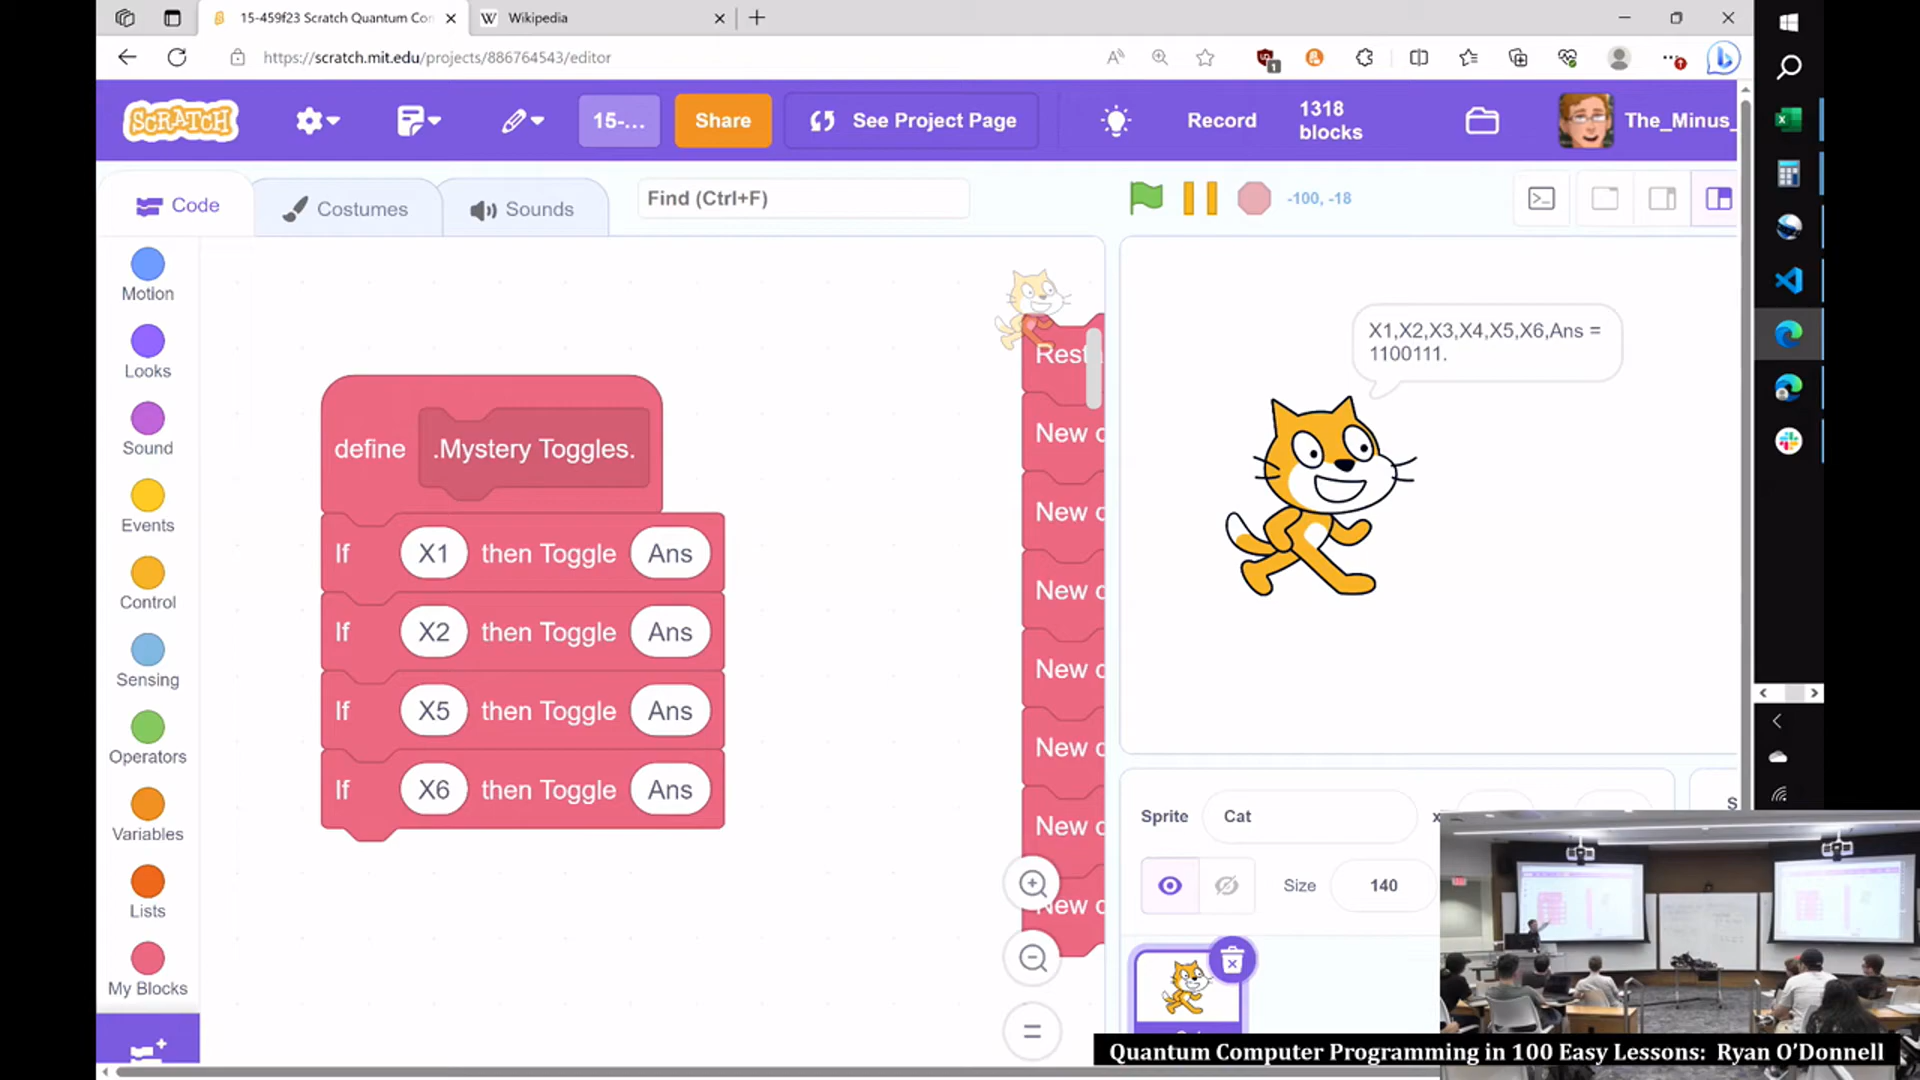 15-459f23 Scratch Quantum Co
Wikipedia
https://scratch.mit.edu/projects/886764543/editor
SCRATCH
15-...
Share
See Project Page
Record
1318
blocks
The_Minus_
Code
Costumes
Sounds
Find (Ctrl+F)
-100, -18
Motion
Looks
Sound
Events
Control
Sensing
Operators
Variables
Lists
My Blocks
define .Mystery Toggles.
If X1 then Toggle Ans
If X2 then Toggle Ans
If X5 then Toggle Ans
If X6 then Toggle Ans
Rest
New c
New c
New c
New c
New c
New c
New c
X1,X2,X3,X4,X5,X6,Ans =
1100111.
Sprite
Cat
x
S
Size
140
Quantum Computer Programming in 100 Easy Lessons: Ryan O'Donnell